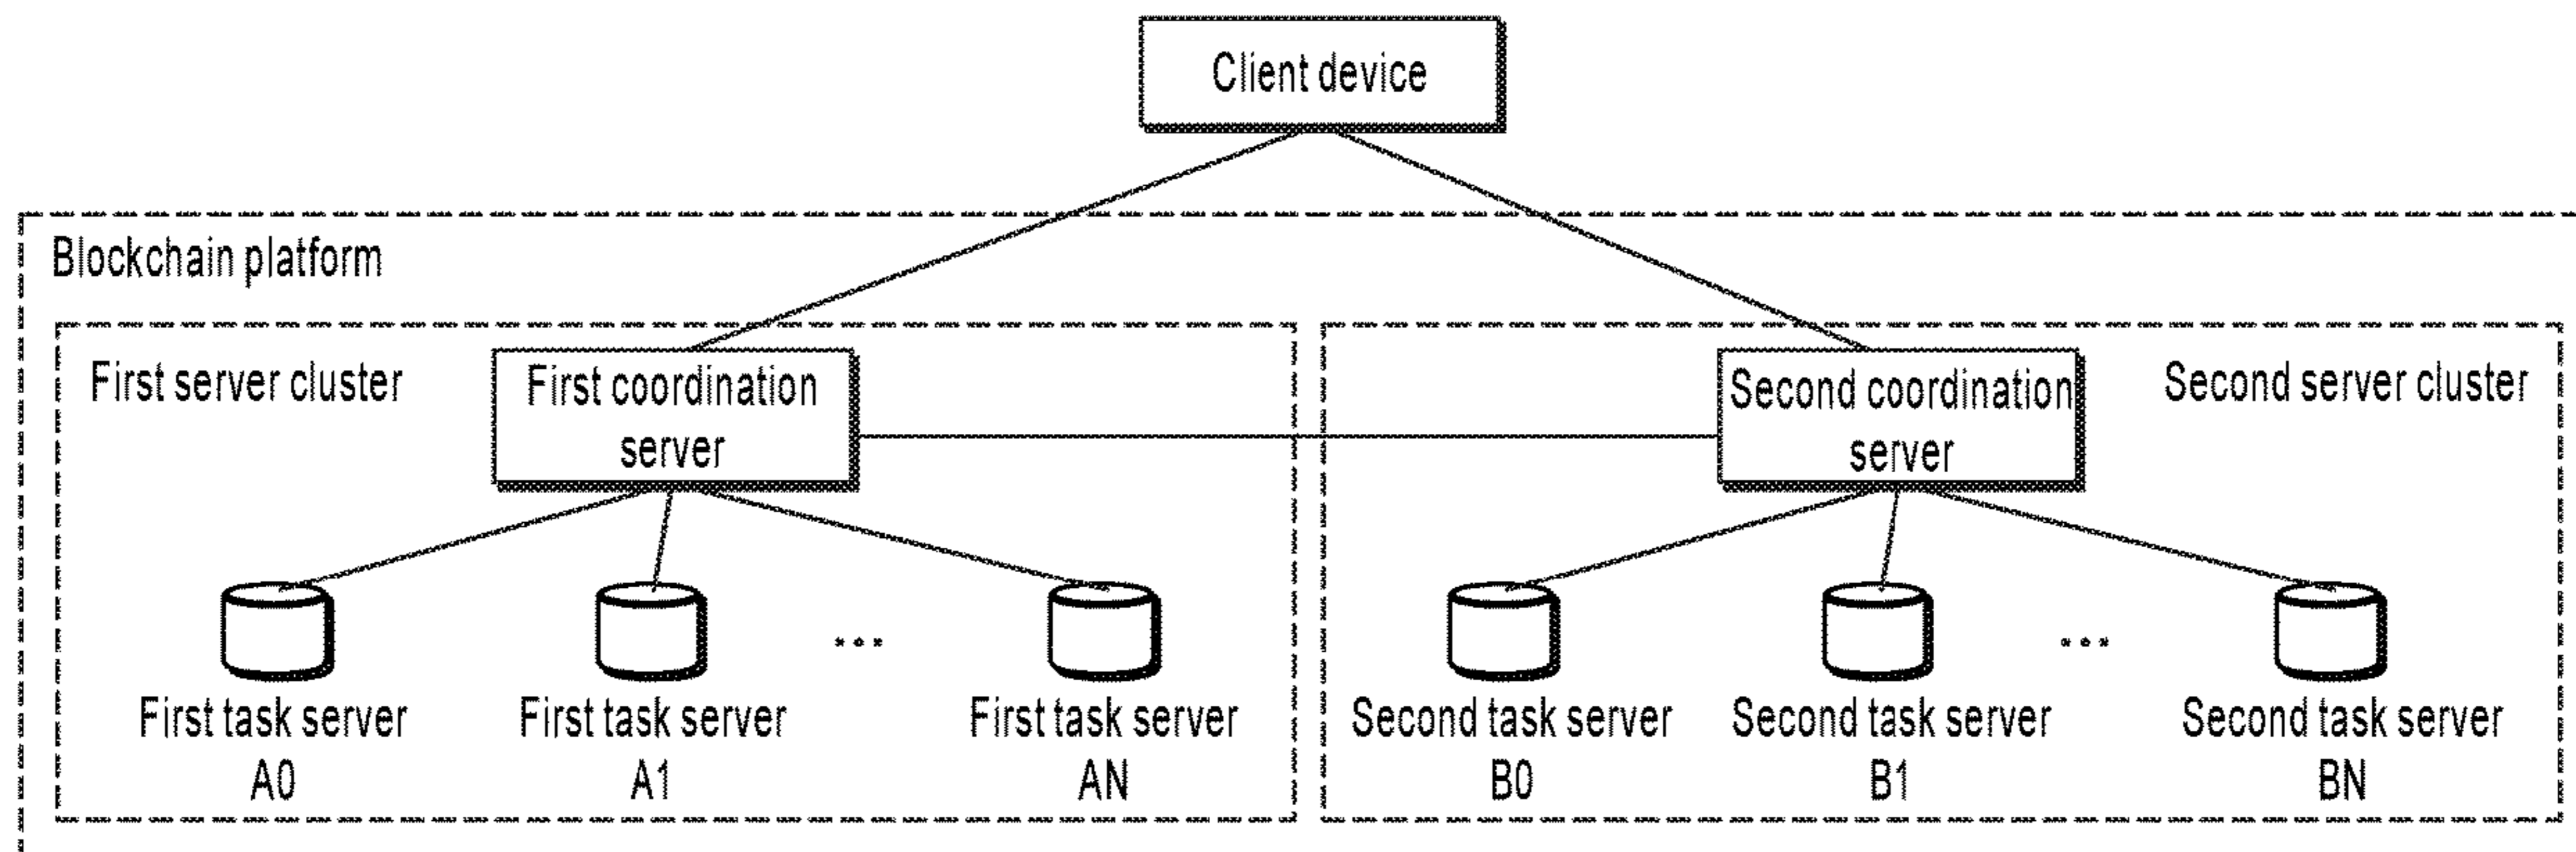 Client device
Blockchain platform
First server cluster
First coordination
server
Second coordination
server
Second server cluster
First task server
A0
First task server
A1
...
First task server
AN
Second task server
B0
Second task server
B1
...
Second task server
BN